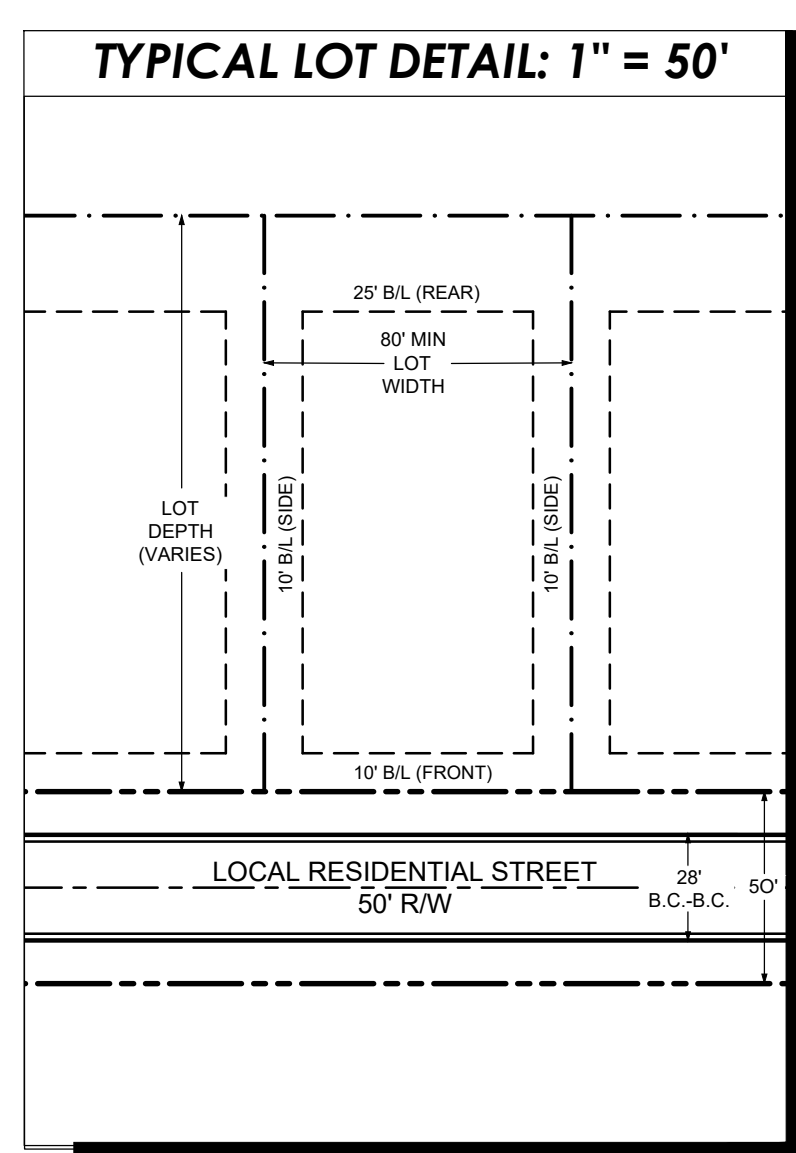 TYPICAL LOT DETAIL: 1" = 50'
25' B/L (REAR)
80' MIN
LOT
WIDTH
LOT
DEPTH
(VARIES)
10' B/L (SIDE)
10' B/L (SIDE)
10' B/L (FRONT)
LOCAL RESIDENTIAL STREET
50' R/W
28'
B.C.-B.C.
50'